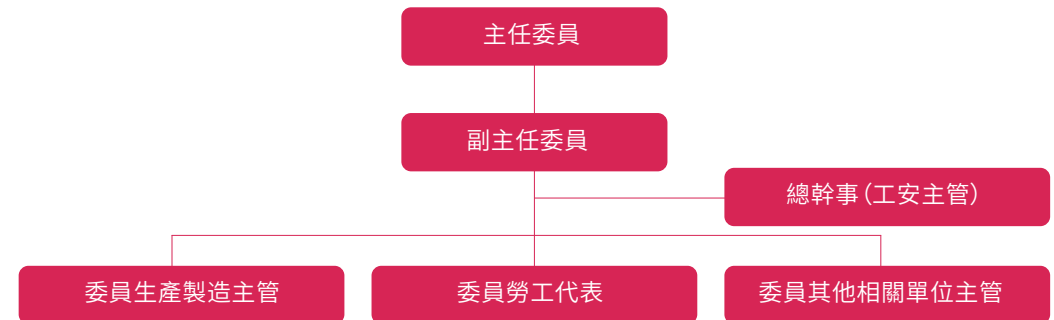 主任委員
副主任委員
總幹事(工安主管)
委員生產製造主管
委員勞工代表
委員其他相關單位主管